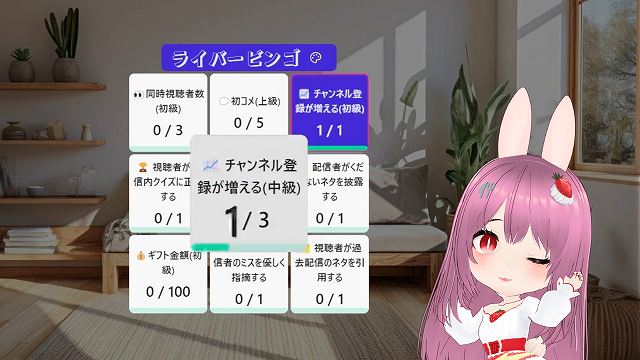 ライバービンゴ
👀 同時視聴者数
(初級)
0 / 3
💬 初コメ(上級)
0 / 5
📈 チャンネル登
録が増える(初級)
1 / 1
🏆 視聴者が
信内クイズに正
する
0 / 1
📈 チャンネル登
録が増える(中級)
1 / 3
配信者がくだ
ないネタを披露
する
0 / 1
💰 ギフト金額(初
級)
0 / 100
信者のミスを優しく
指摘する
0 / 1
視聴者が過
去配信のネタを引
用する
0 / 1